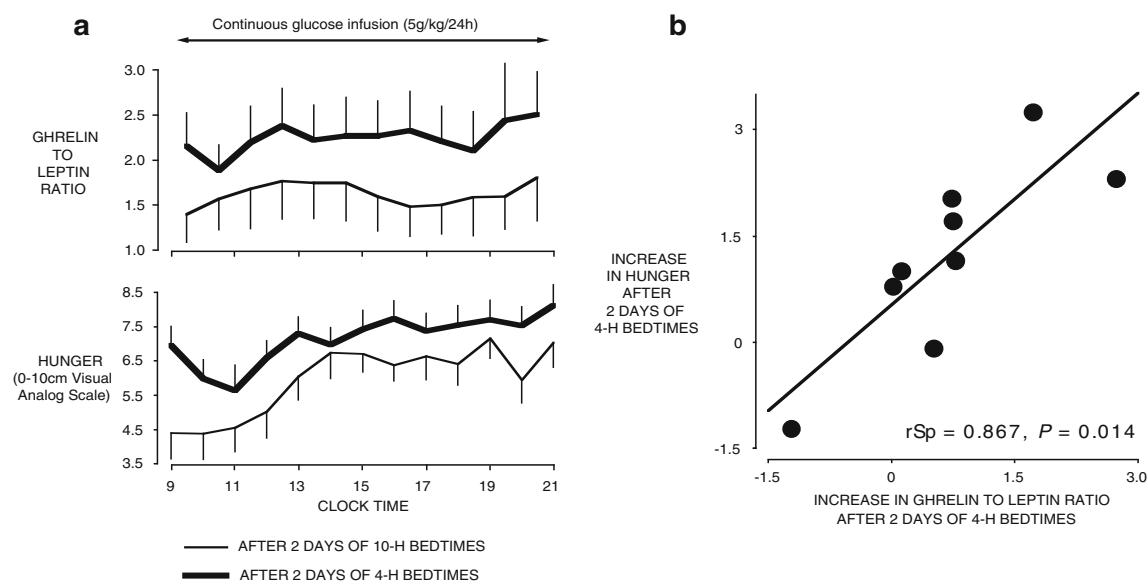 a
Continuous glucose infusion (5g/kg/24h)
GHRELIN
TO
LEPTIN
RATIO
3.0
2.5
2.0
1.5
1.0
HUNGER
(0-10cm Visual
Analog Scale)
8.5
7.5
6.5
5.5
4.5
3.5
9 11 13 15 17 19 21
CLOCK TIME
AFTER 2 DAYS OF 10-H BEDTIMES
AFTER 2 DAYS OF 4-H BEDTIMES
b
INCREASE
IN HUNGER
AFTER
2 DAYS OF
4-H BEDTIMES
3
1.5
0
-1.5
rSp = 0.867, P = 0.014
-1.5 0 1.5 3.0
INCREASE IN GHRELIN TO LEPTIN RATIO
AFTER 2 DAYS OF 4-H BEDTIMES